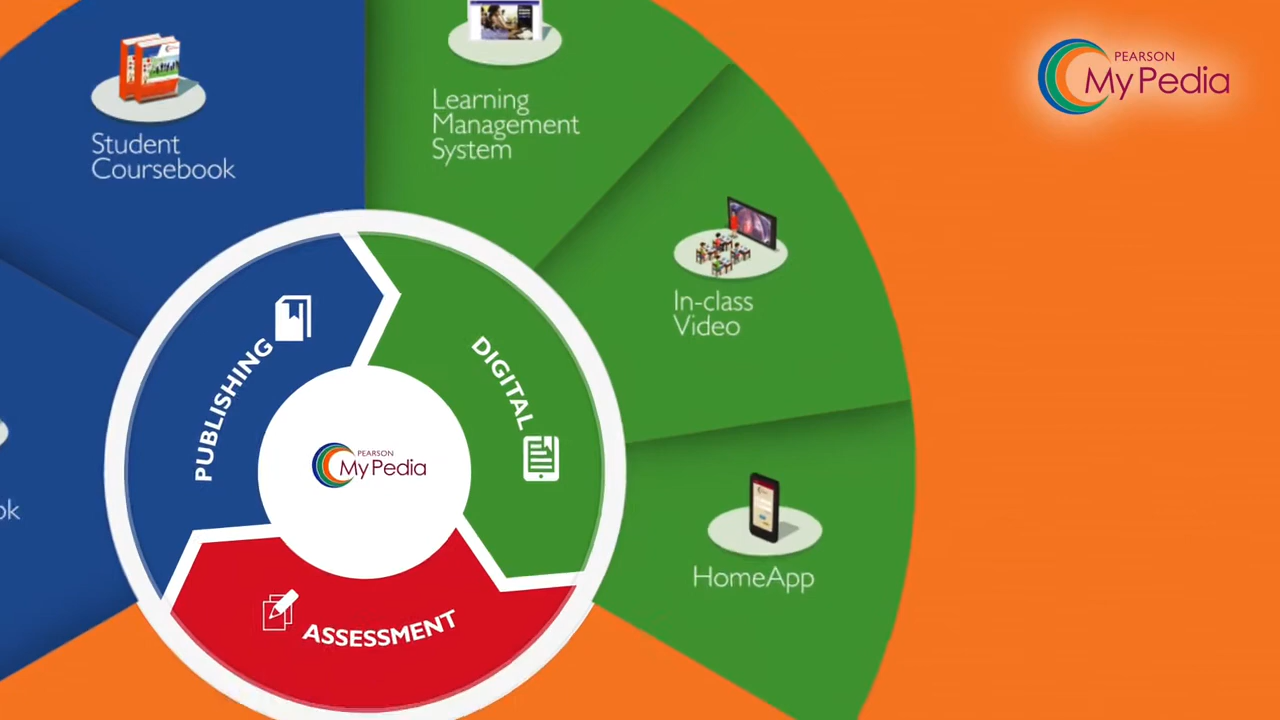 PEARSON
My Pedia
Student
Coursebook
Learning
Management
System
In-class
Video
HomeApp
PUBLISHING
DIGITAL
ASSESSMENT
PEARSON
My Pedia